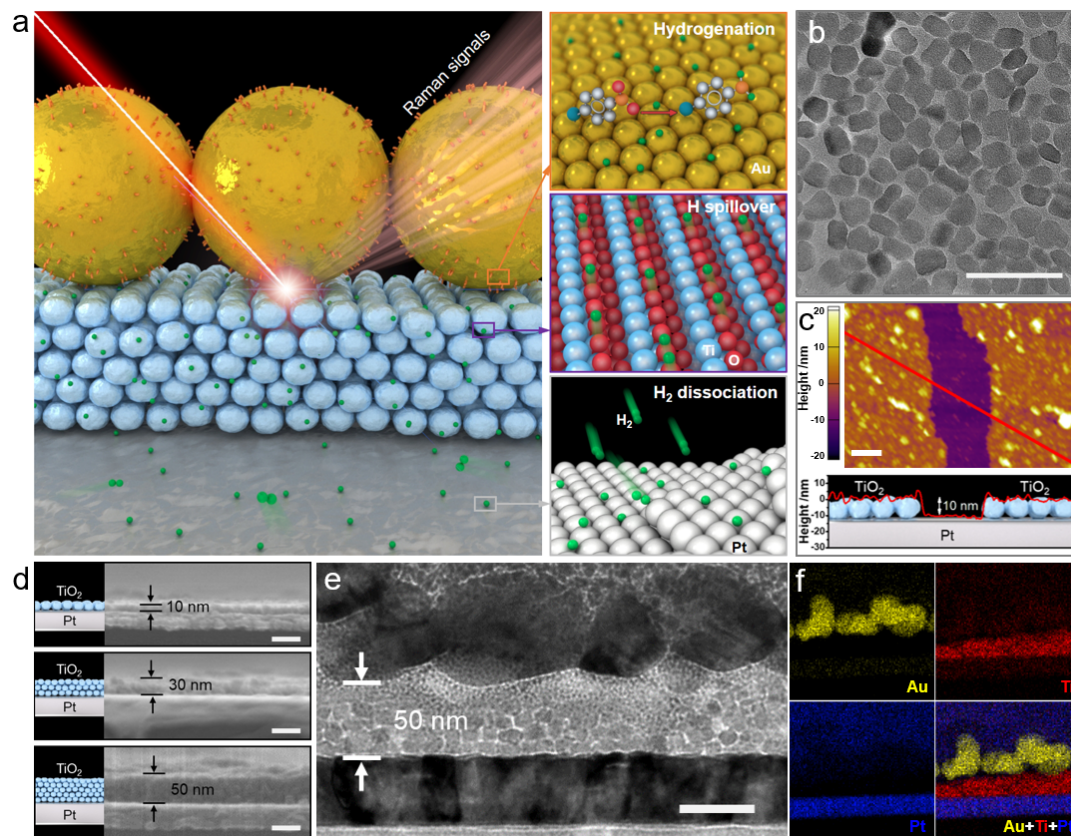 a
Raman signals
Hydrogenation
Au
H spillover
Ti
O
H₂ dissociation
H₂
Pt
b
c
Height /nm
20
10
0
-10
-20
Height /nm
10
0
-10
-20
-30
TiO₂
10 nm
TiO₂
Pt
d
TiO₂
Pt
10 nm
TiO₂
Pt
30 nm
TiO₂
Pt
50 nm
e
50 nm
f
Au
Ti
Pt
Au+Ti+Pt